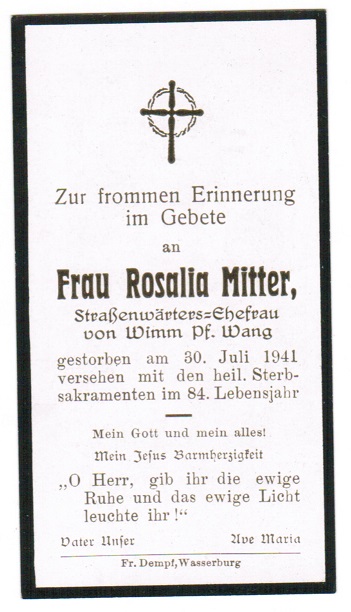 Zur frommen Erinnerung
im Gebete
an
Frau Rosalia Mitter,
Straßenwärters=Ehefrau
von Wimm Pf. Wang
gestorben am 30. Juli 1941
versehen mit den heil. Sterb-
sakramenten im 84. Lebensjahr
Mein Gott und mein alles!
Mein Jesus Barmherzigkeit
„O Herr, gib ihr die ewige
Ruhe und das ewige Licht
leuchte ihr!“
Vater Unser Ave Maria
Fr. Dempf, Wasserburg